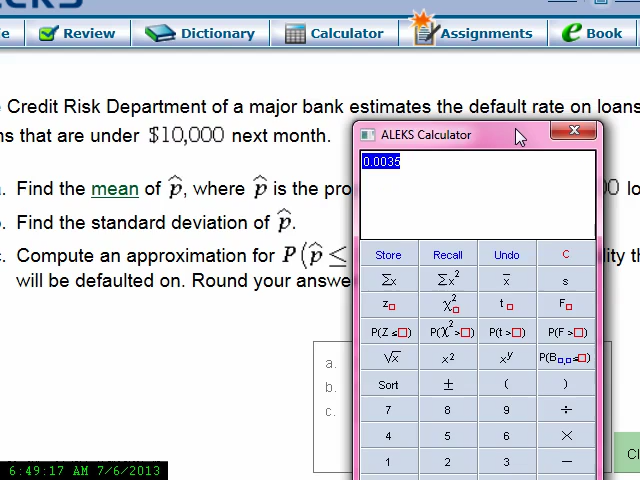 Review Dictionary Calculator Assignments Book
Credit Risk Department of a major bank estimates the default rate on loans
that are under $10,000 next month.
ALEKS Calculator
0.0035
Find the mean of p̂, where p̂ is the
Find the standard deviation of p̂.
c. Compute an approximation for P(p̂ ≤
will be defaulted on. Round your
Store Recall Undo C
Σx Σx² x̄ s
z□ χ²□ t□ F□
P(Z ≤□) P(χ² >□) P(t >□) P(F >□)
√x x² xʸ P(B□,□≤□)
Sort ± ( )
7 8 9 ÷
4 5 6 ×
1 2 3 −
a.
b.
c.
6:49:17 AM 7/6/2013